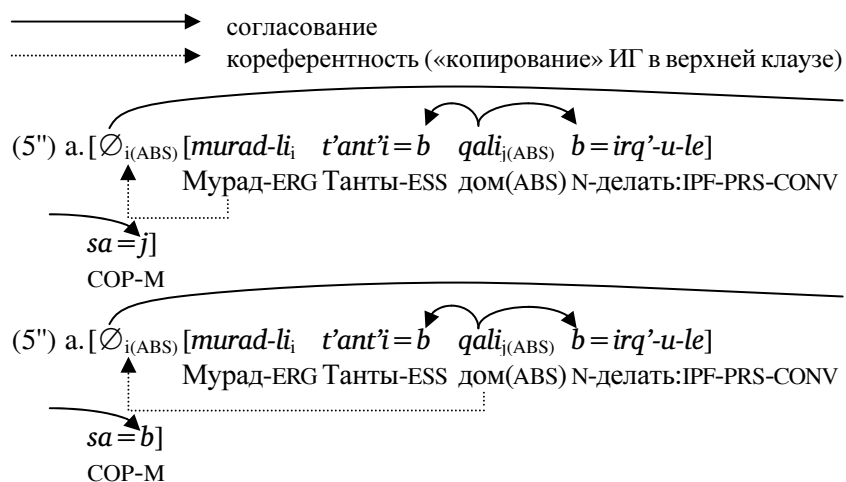 согласование
кореферентность («копирование» ИГ в верхней клаузе)
(5'') а. [∅i(ABS) [murad-lii t'ant'i=b qalij(ABS) b=irq'-u-le]
Мурад-ERG Танты-ESS дом(ABS) N-делать:IPF-PRS-CONV
sa=j]
COP-M
(5'') а. [∅i(ABS) [murad-lii t'ant'i=b qalij(ABS) b=irq'-u-le]
Мурад-ERG Танты-ESS дом(ABS) N-делать:IPF-PRS-CONV
sa=b]
COP-M